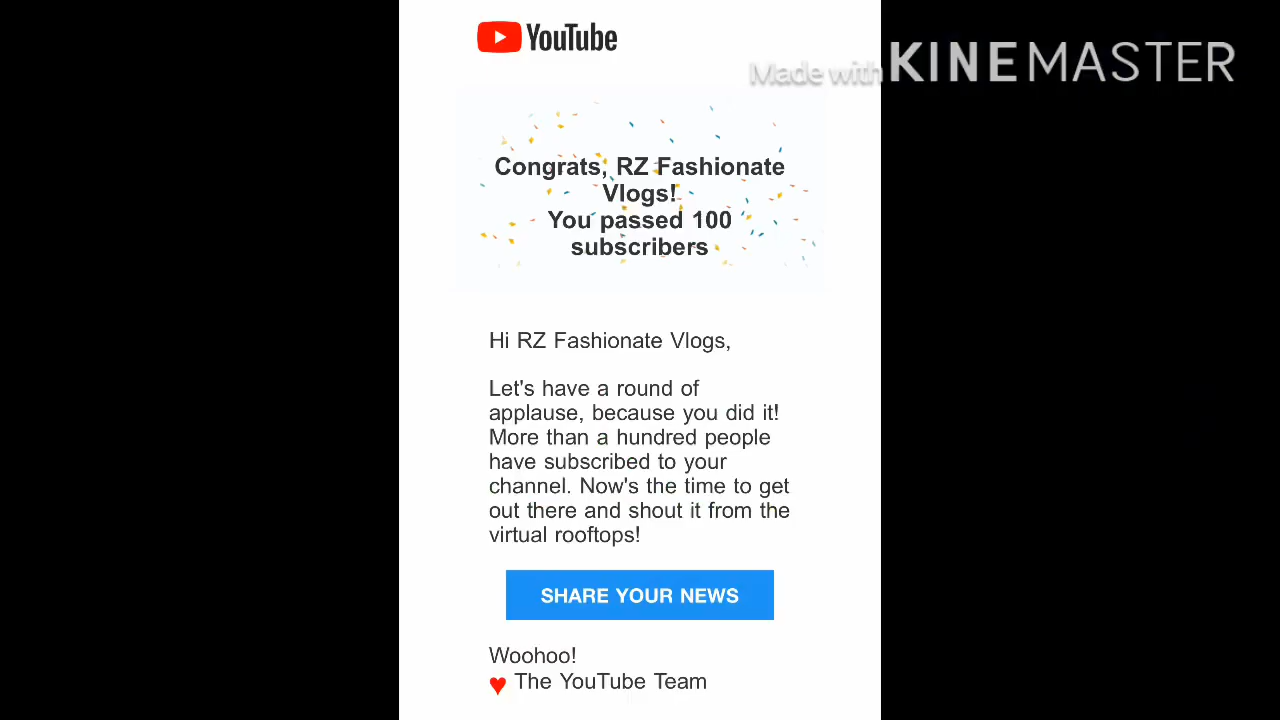 YouTube
Made with KINEMASTER
Congrats, RZ Fashionate
Vlogs!
You passed 100
subscribers
Hi RZ Fashionate Vlogs,
Let's have a round of
applause, because you did it!
More than a hundred people
have subscribed to your
channel. Now's the time to get
out there and shout it from the
virtual rooftops!
SHARE YOUR NEWS
Woohoo!
The YouTube Team